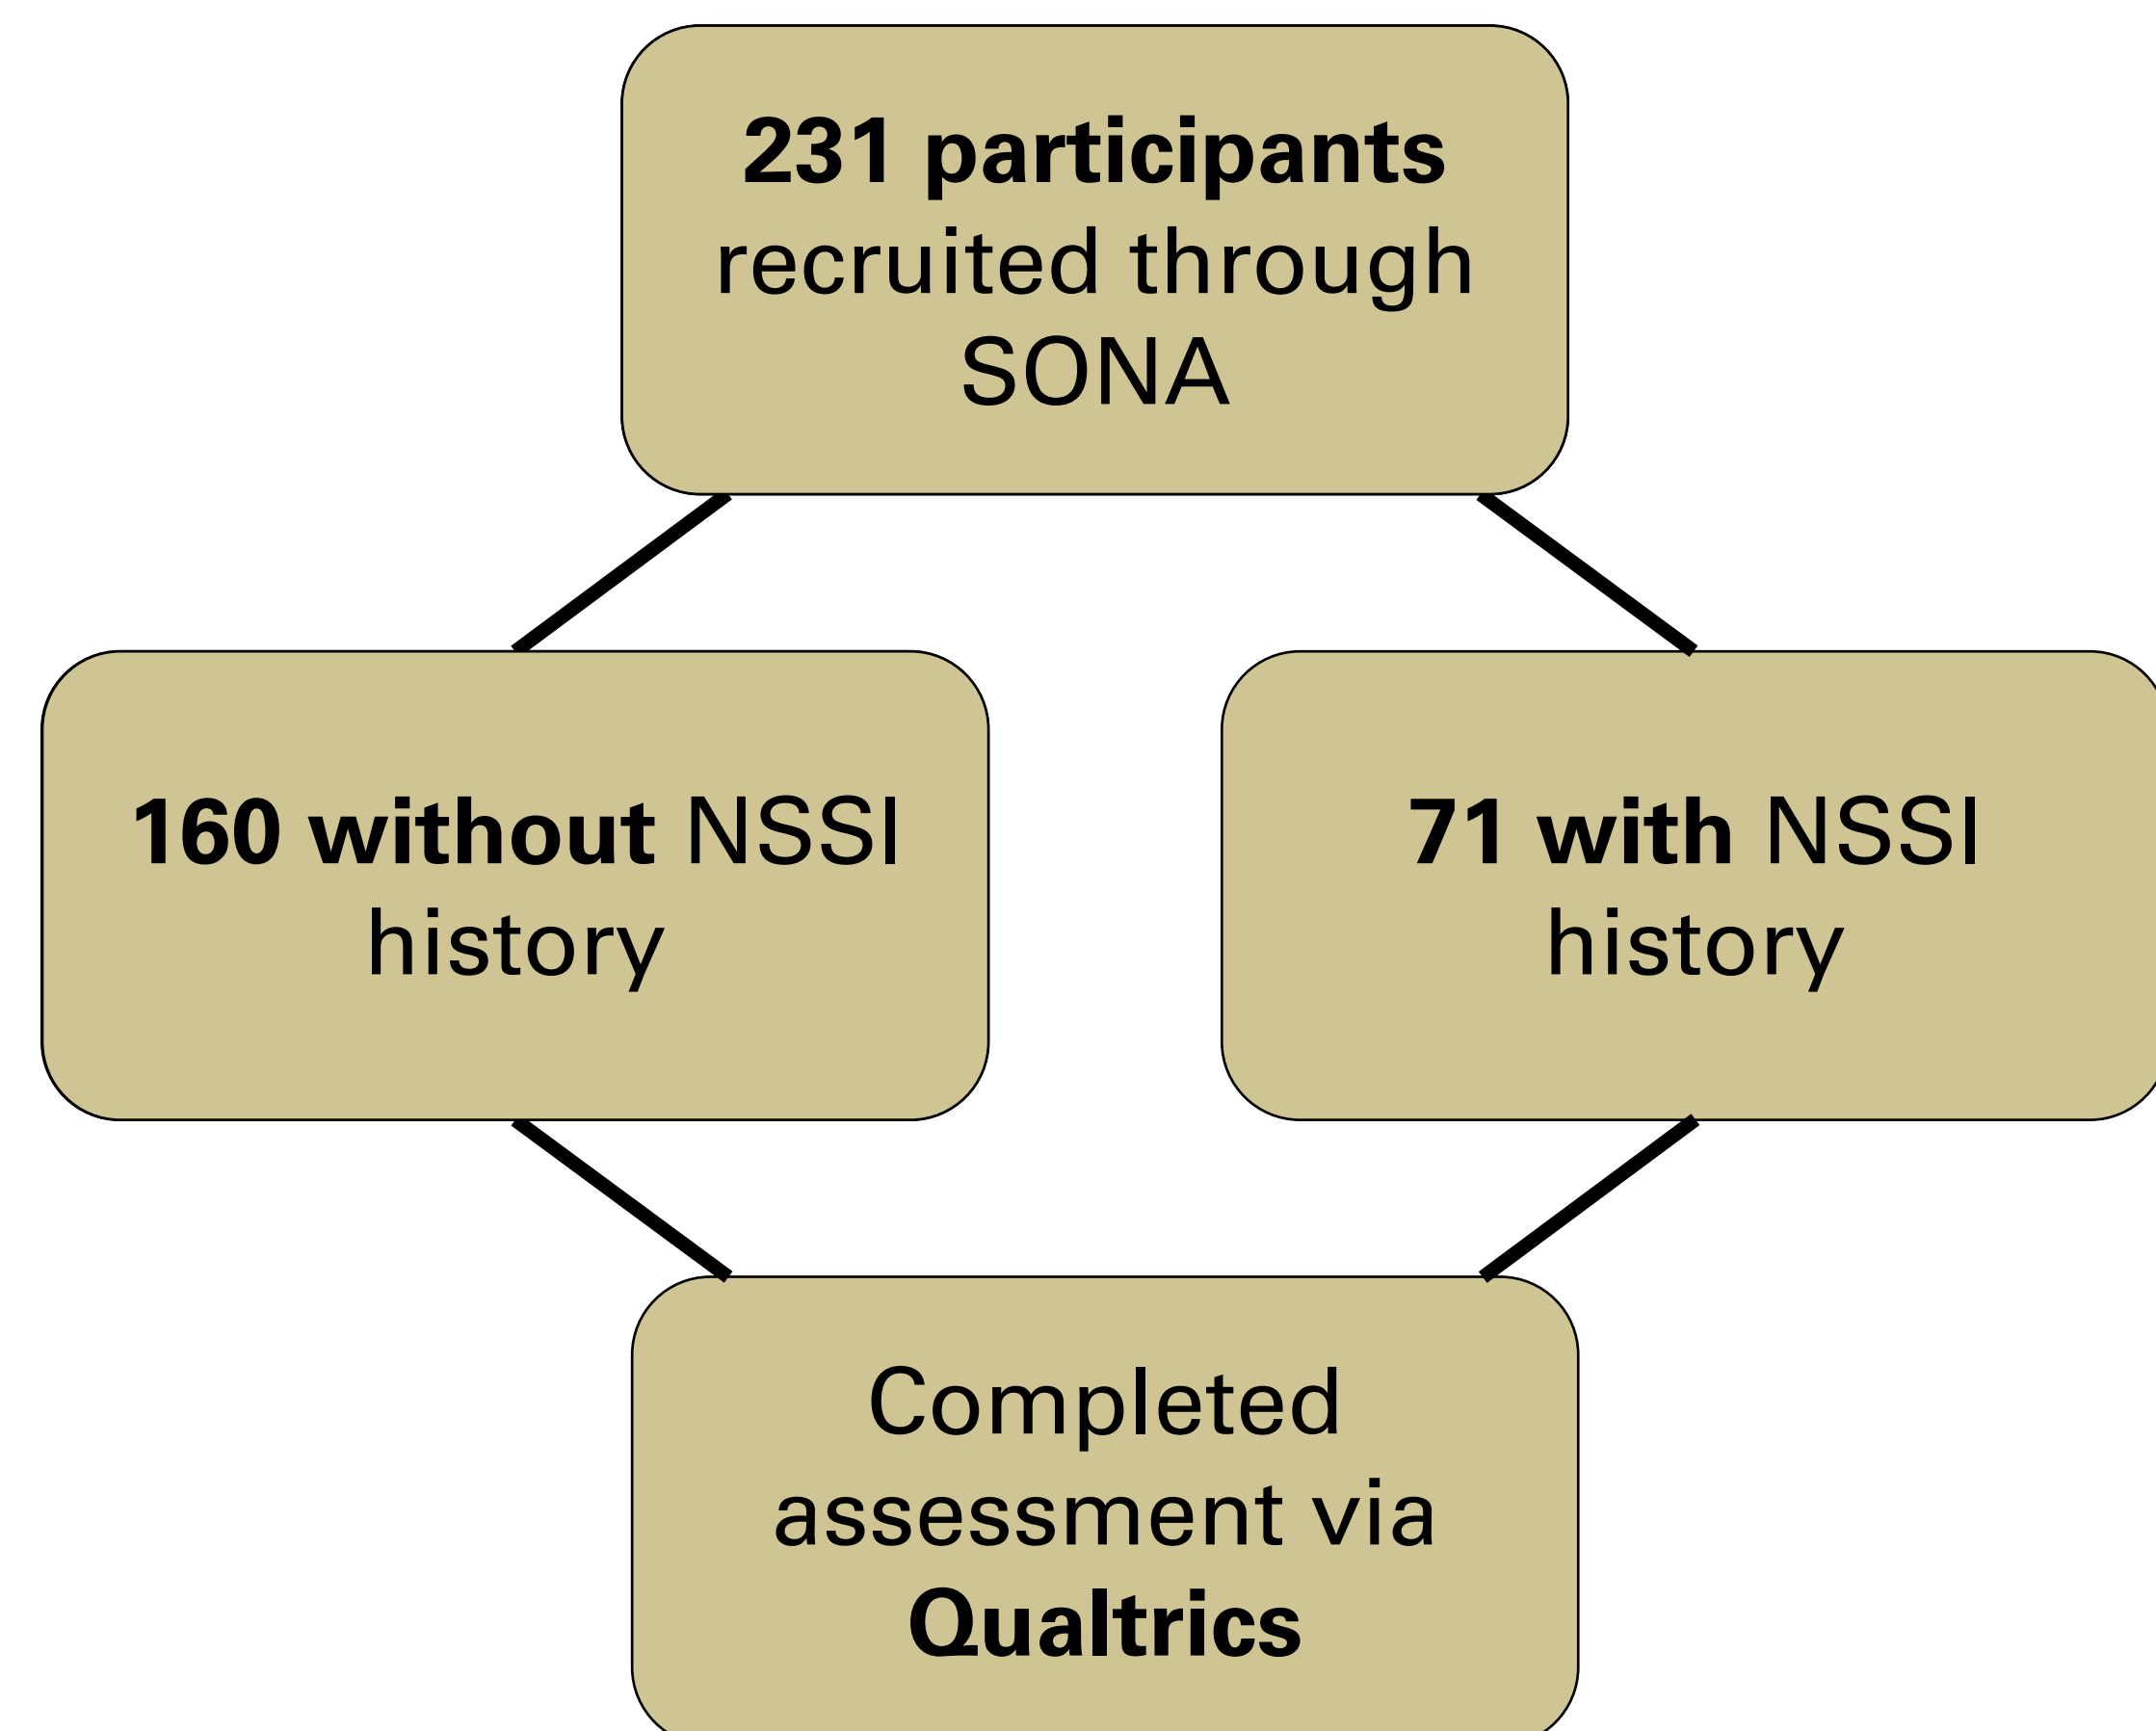 231 participants
recruited through
SONA
160 without NSSI
history
71 with NSSI
history
Completed
assessment via
Qualtrics